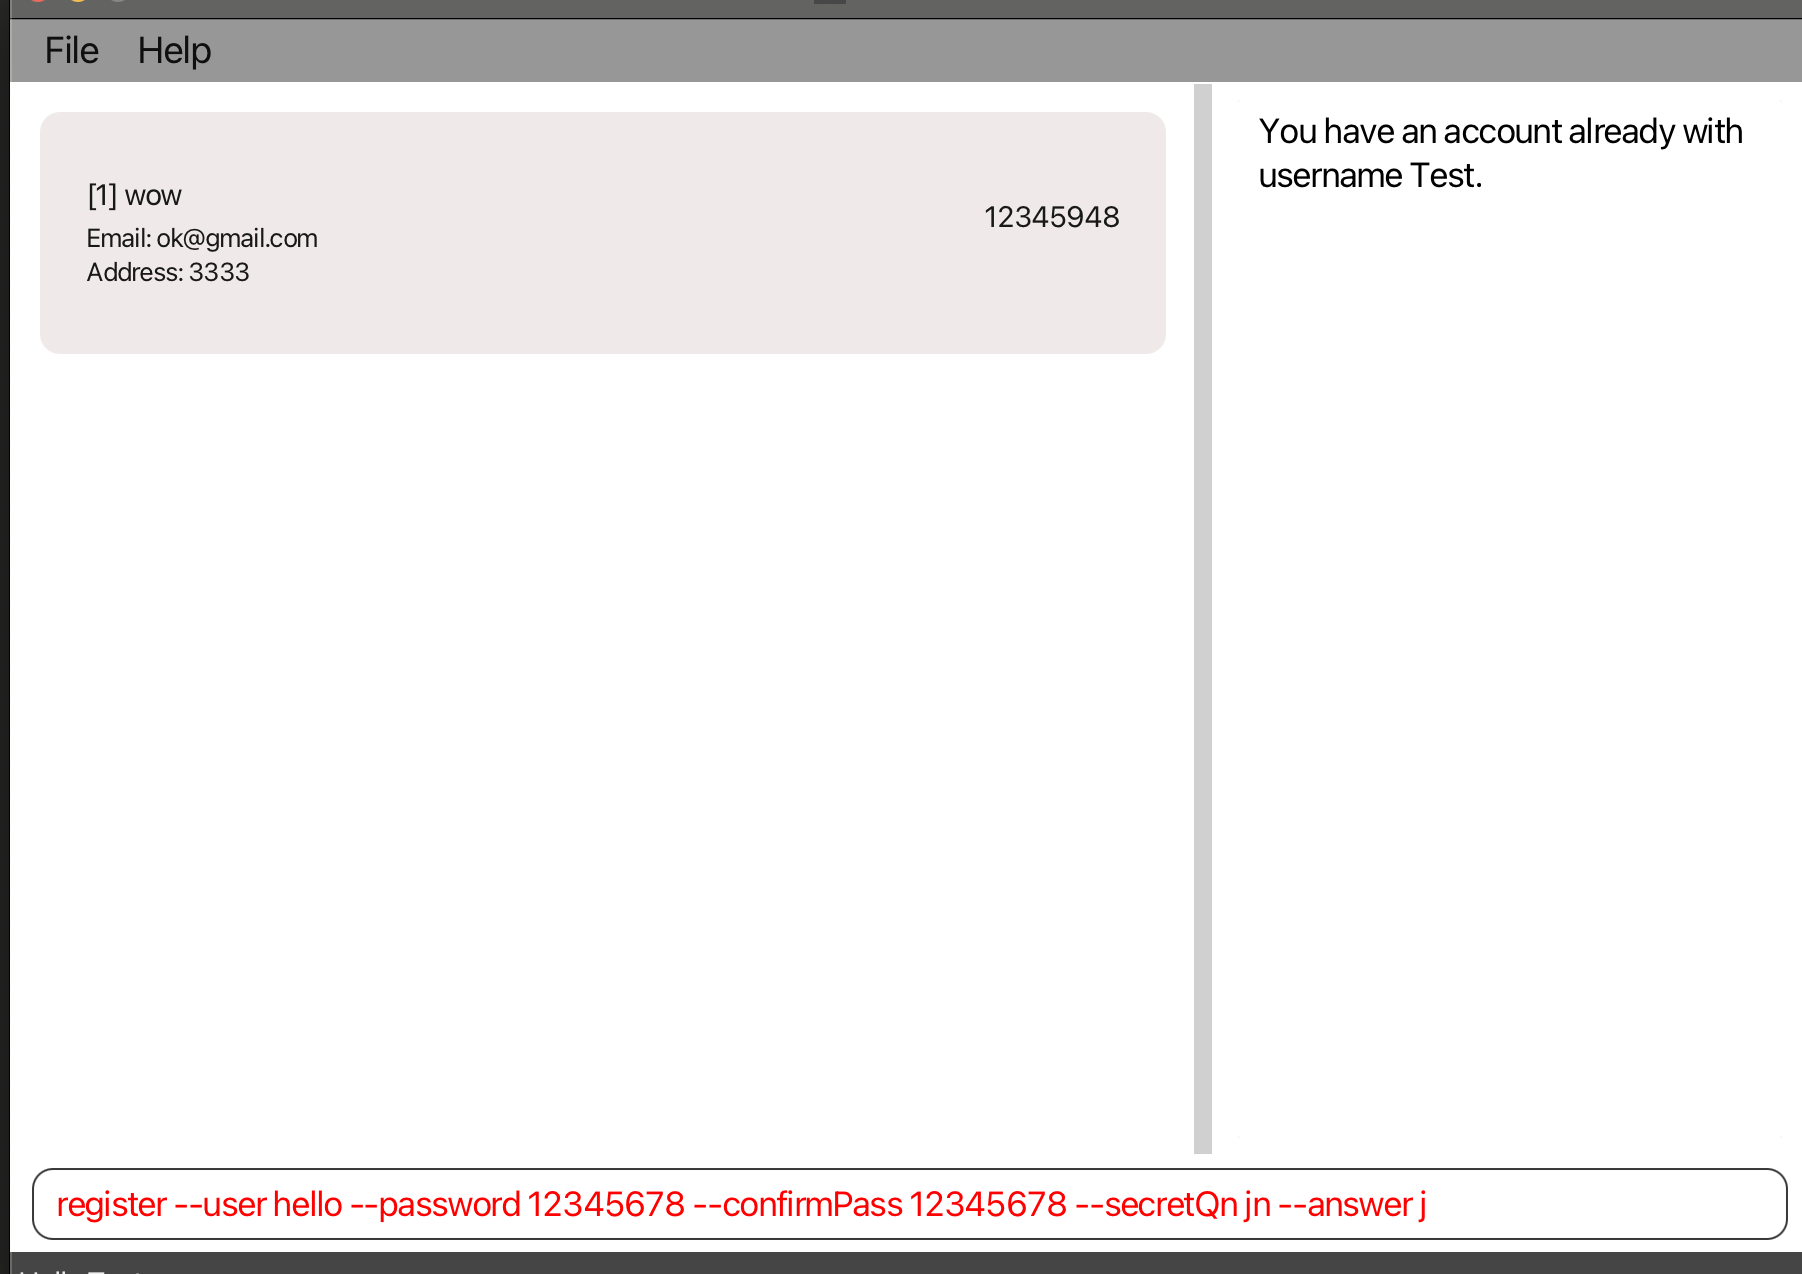 File Help
[1] wow
Email: ok@gmail.com
Address: 3333
12345948
You have an account already with
username Test.
register --user hello --password 12345678 --confirmPass 12345678 --secretQn jn --answer j